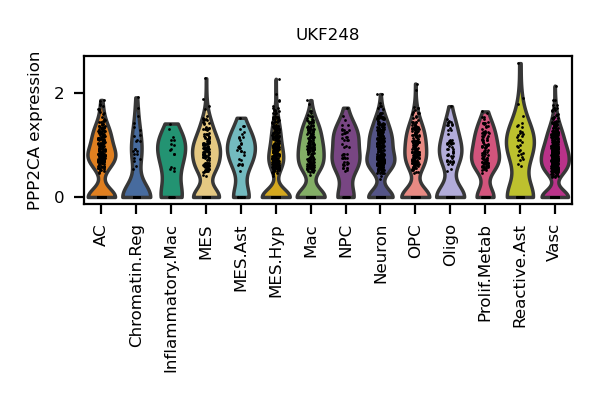 UKF248
PPP2CA expression
2
0
AC
Chromatin.Reg
Inflammatory.Mac
MES
MES.Ast
MES.Hyp
Mac
NPC
Neuron
OPC
Oligo
Prolif.Metab
Reactive.Ast
Vasc